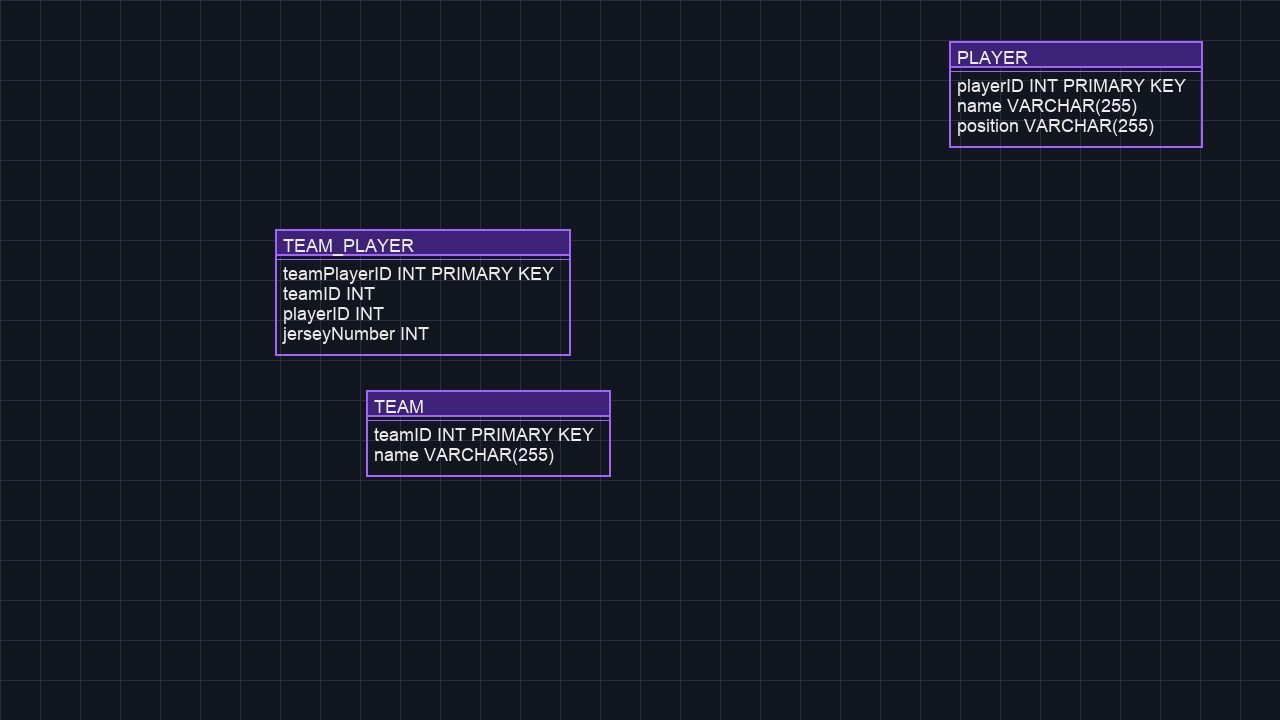 PLAYER
playerID INT PRIMARY KEY
name VARCHAR(255)
position VARCHAR(255)
TEAM_PLAYER
teamPlayerID INT PRIMARY KEY
teamID INT
playerID INT
jerseyNumber INT
TEAM
teamID INT PRIMARY KEY
name VARCHAR(255)